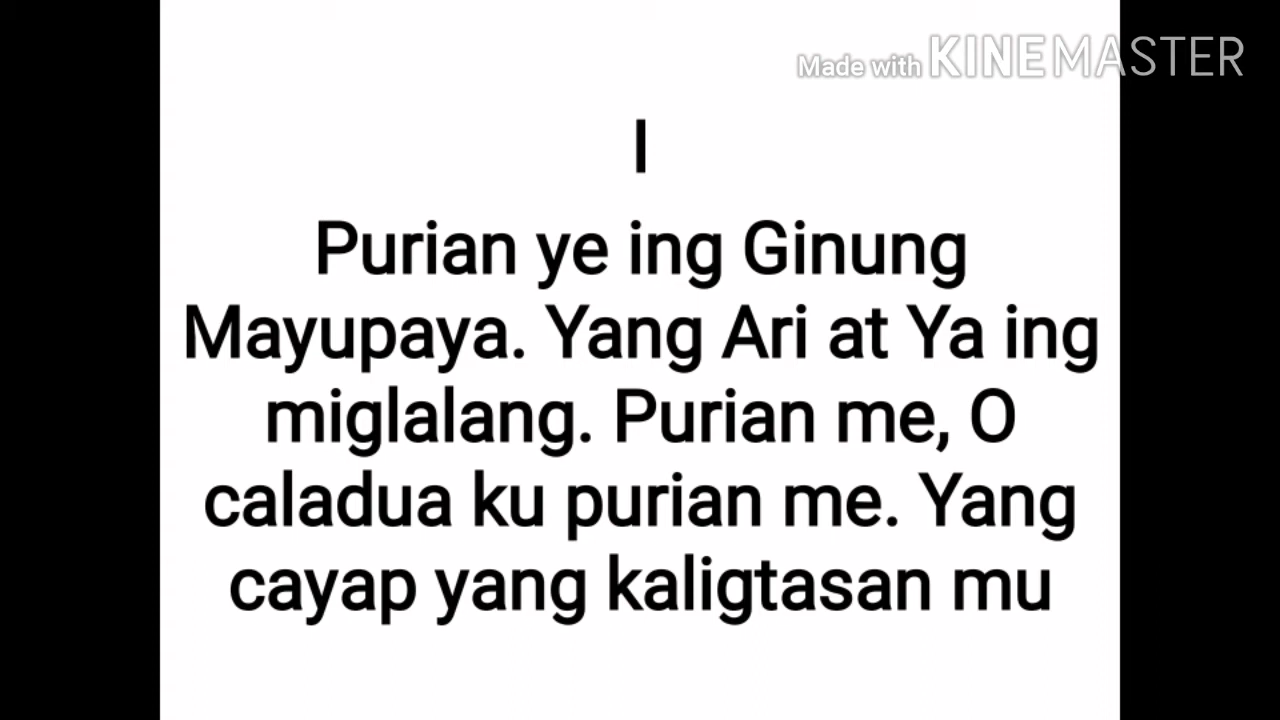 Made with KINEMASTER
I
Purian ye ing Ginung
Mayupaya. Yang Ari at Ya ing
miglalang. Purian me, O
caladua ku purian me. Yang
cayap yang kaligtasan mu